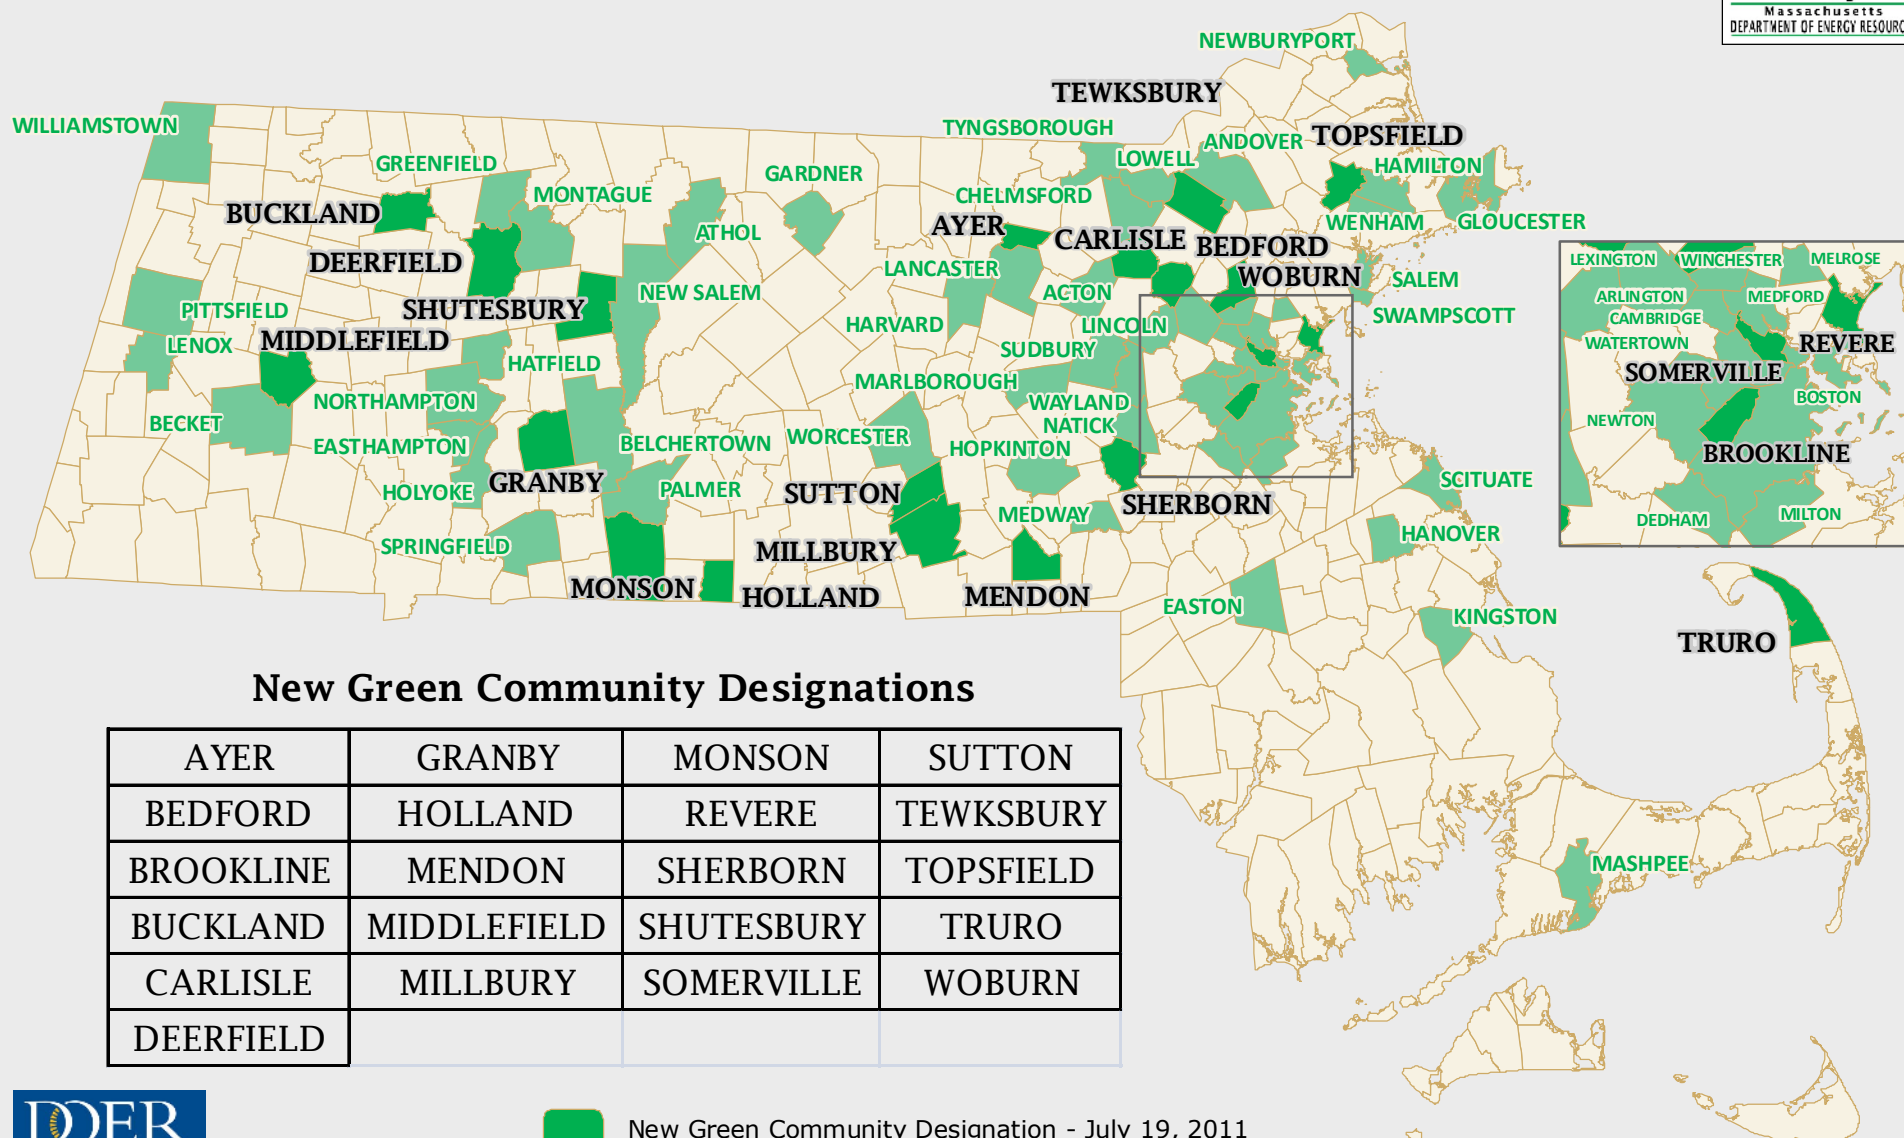 Massachusetts
DEPARTMENT OF ENERGY RESOUR
NEWBURYPORT
TEWKSBURY
WILLIAMSTOWN
TYNGSBOROUGH
ANDOVER
TOPSFIELD
GREENFIELD
LOWELL
HAMILTON
GARDNER
MONTAGUE
CHELMSFORD
BUCKLAND
AYER
WENHAM
GLOUCESTER
ATHOL
CARLISLE
BEDFORD
DEERFIELD
LANCASTER
WOBURN
SALEM
NEW SALEM
ACTON
PITTSFIELD
SHUTESBURY
SWAMPSCOTT
HARVARD
LINCOLN
LENOX
MIDDLEFIELD
SUDBURY
HATFIELD
MARLBOROUGH
NORTHAMPTON
WAYLAND
BECKET
NATICK
EASTHAMPTON
BELCHERTOWN
WORCESTER
HOPKINTON
HOLYOKE
GRANBY
PALMER
SUTTON
SHERBORN
SCITUATE
MEDWAY
SPRINGFIELD
MILLBURY
HANOVER
MONSON
HOLLAND
MENDON
EASTON
KINGSTON
LEXINGTON
WINCHESTER
MELROSE
ARLINGTON
MEDFORD
CAMBRIDGE
WATERTOWN
REVERE
SOMERVILLE
BOSTON
NEWTON
BROOKLINE
DEDHAM
MILTON
TRURO
MASHPEE
New Green Community Designations
AYER GRANBY MONSON SUTTON
BEDFORD HOLLAND REVERE TEWKSBURY
BROOKLINE MENDON SHERBORN TOPSFIELD
BUCKLAND MIDDLEFIELD SHUTESBURY TRURO
CARLISLE MILLBURY SOMERVILLE WOBURN
DEERFIELD
DOER
New Green Community Designation - July 19, 2011